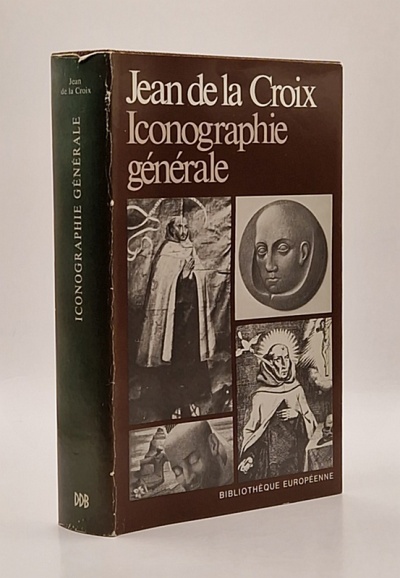 Jean
de la Croix
ICONOGRAPHIE GÉNÉRALE
DDB
Jean de la Croix
Iconographie
générale
BIBLIOTHÈQUE EUROPÉENNE